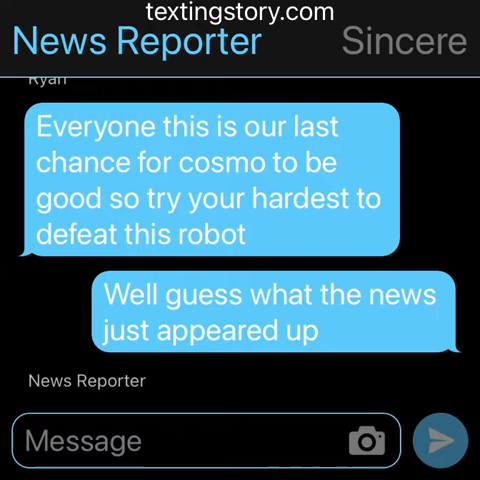 textingstory.com
News Reporter Sincere
Ryan
Everyone this is our last
chance for cosmo to be
good so try your hardest to
defeat this robot
Well guess what the news
just appeared up
News Reporter
Message